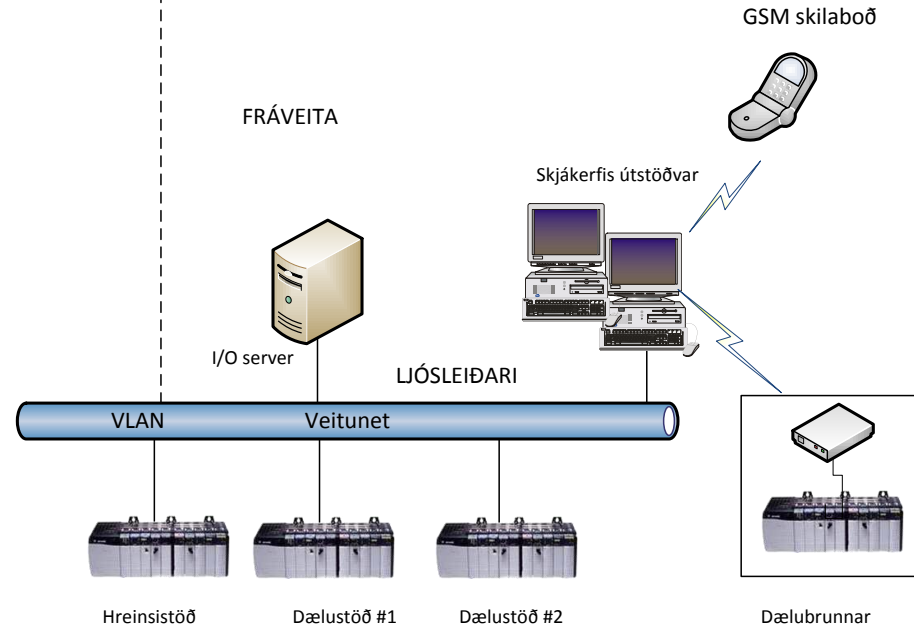 GSM skilaboð
FRÁVEITA
Skjákerfis útstöðvar
I/O server
LJÓSLEIÐARI
VLAN
Veitunet
Hreinsistöð
Dælustöð #1
Dælustöð #2
Dælubrunnar